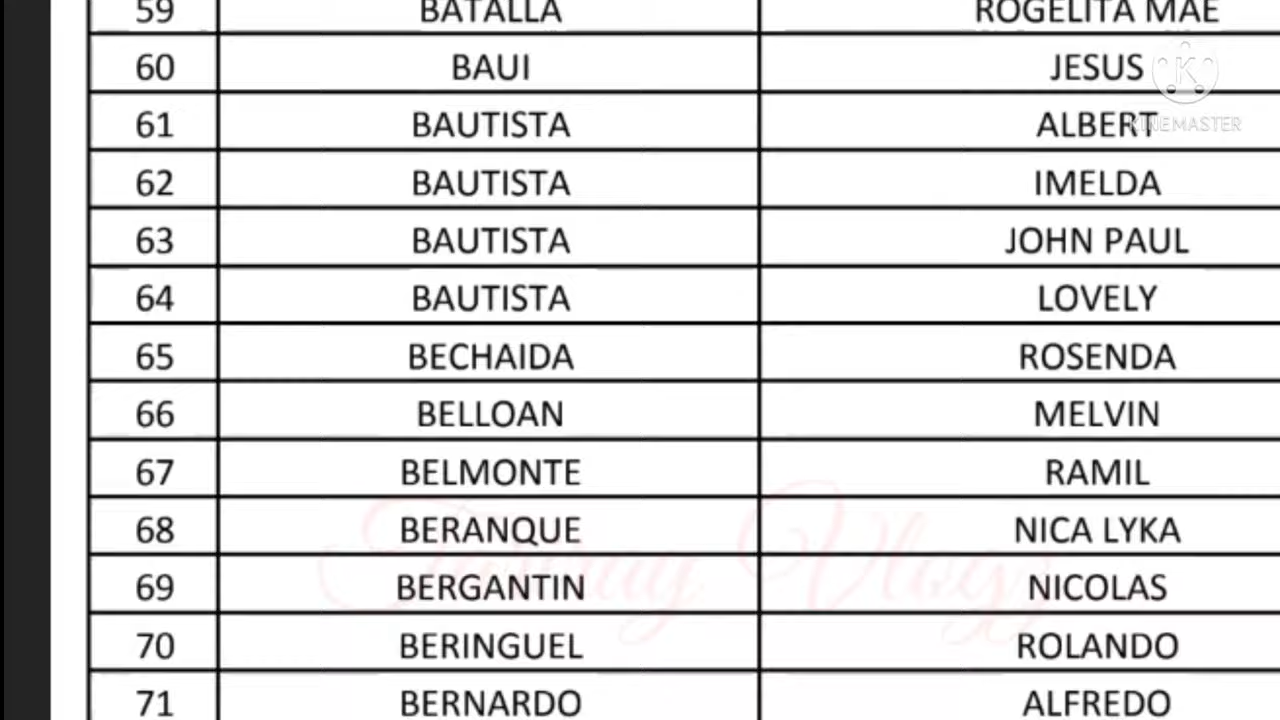 59 BATALLA ROGELITA MAE
60 BAUI JESUS
61 BAUTISTA ALBERT
KINEMASTER
62 BAUTISTA IMELDA
63 BAUTISTA JOHN PAUL
64 BAUTISTA LOVELY
65 BECHAIDA ROSENDA
66 BELLOAN MELVIN
67 BELMONTE RAMIL
68 BERANQUE NICA LYKA
69 BERGANTIN NICOLAS
70 BERINGUEL ROLANDO
71 BERNARDO ALFREDO